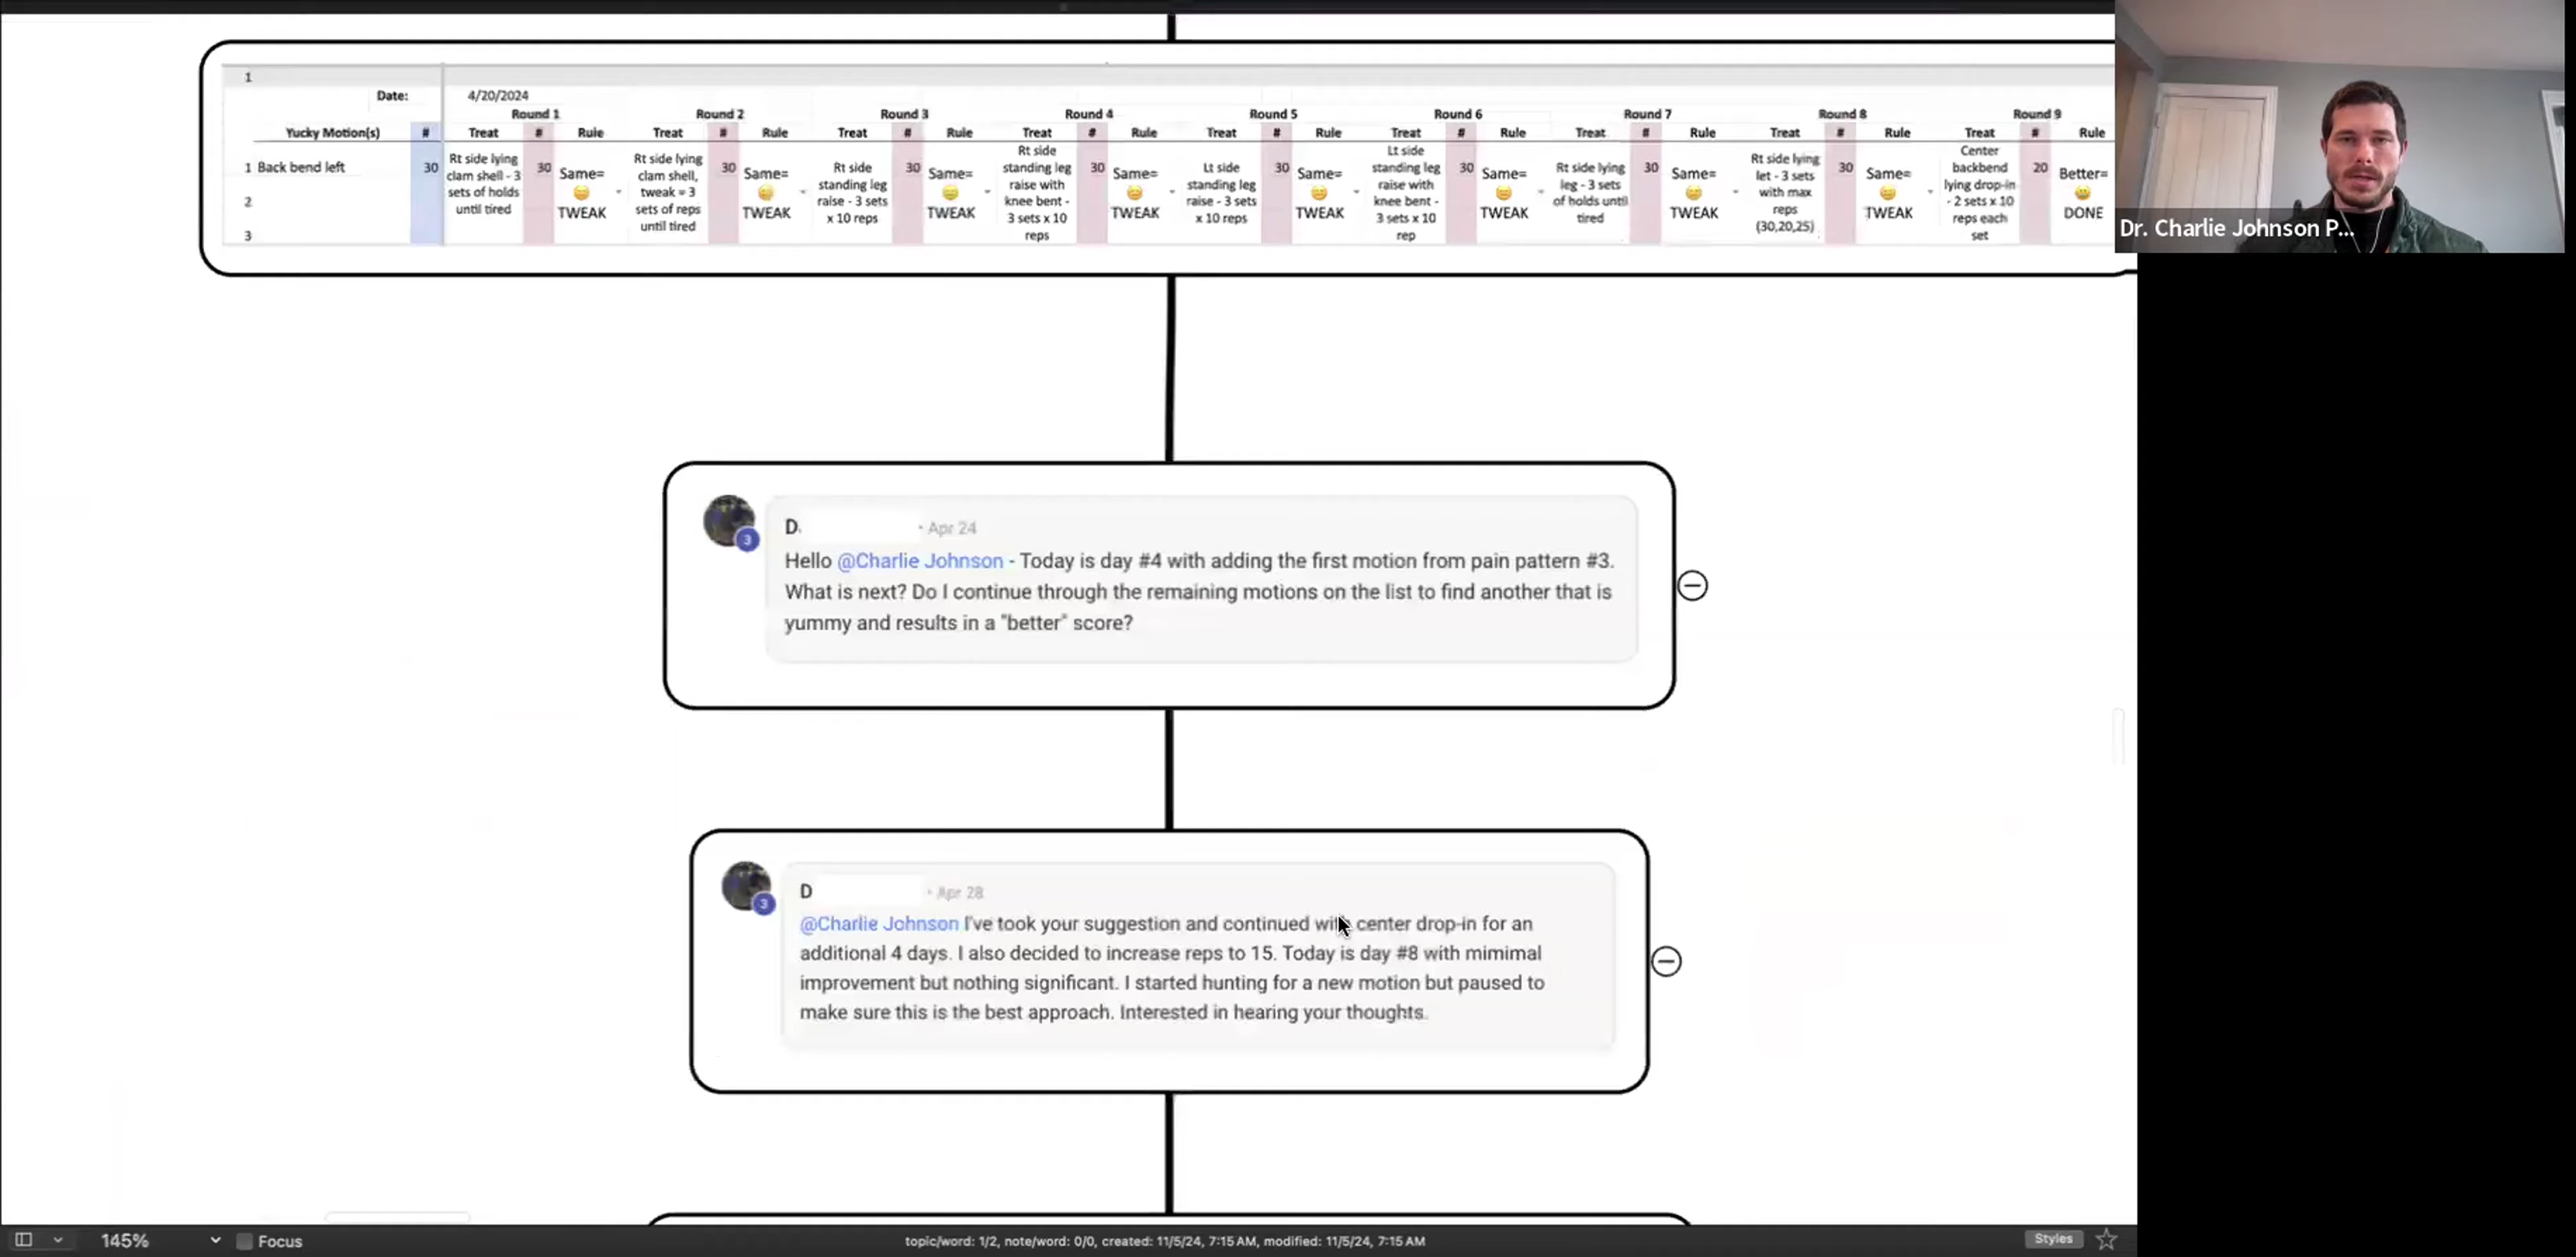 1
Date: 4/20/2024
Round 1 Round 2 Round 3 Round 4 Round 5 Round 6 Round 7 Round 8 Round 9
Yucky Motion(s) # Treat # Rule Treat # Rule Treat # Rule Treat # Rule Treat # Rule Treat # Rule Treat # Rule Treat # Rule Treat # Rule
1 Back bend left 30
Rt side lying
clam shell - 3
sets of holds
until tired
30
Same=
TWEAK
Rt side lying
clam shell,
tweak = 3
sets of reps
until tired
30
Same=
TWEAK
Rt side
standing leg
raise - 3 sets
x 10 reps
30
Same=
TWEAK
Rt side
standing leg
raise with
knee bent -
3 sets x 10
reps
30
Same=
TWEAK
Lt side
standing leg
raise - 3 sets
x 10 reps
30
Same=
TWEAK
Lt side
standing leg
raise with
knee bent -
3 sets x 10
rep
30
Same=
TWEAK
Rt side lying
leg - 3 sets
of holds until
tired
30
Same=
TWEAK
Rt side lying
let - 3 sets
with max
reps
(30,20,25)
30
Same=
TWEAK
Center
backbend
lying drop-in
- 2 sets x 10
reps each
set
20
Better=
DONE
2
3
Dr. Charlie Johnson P...
D. • Apr 24
3
Hello @Charlie Johnson - Today is day #4 with adding the first motion from pain pattern #3.
What is next? Do I continue through the remaining motions on the list to find another that is
yummy and results in a "better" score?
D • Apr 28
3
@Charlie Johnson I've took your suggestion and continued with center drop-in for an
additional 4 days. I also decided to increase reps to 15. Today is day #8 with mimimal
improvement but nothing significant. I started hunting for a new motion but paused to
make sure this is the best approach. Interested in hearing your thoughts.
145% Focus topic/word: 1/2, note/word: 0/0, created: 11/5/24, 7:15 AM, modified: 11/5/24, 7:15 AM Styles